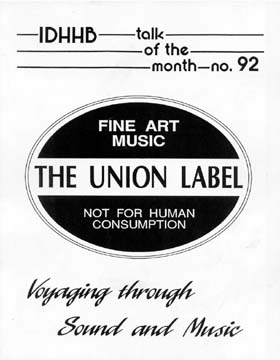 IDHHB talk
of the
month no. 92
FINE ART
MUSIC
THE UNION LABEL
NOT FOR HUMAN
CONSUMPTION
Voyaging through
Sound and Music